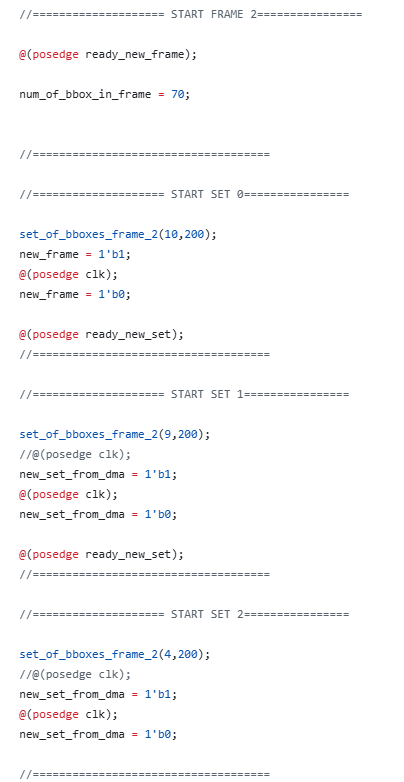 //==================== START FRAME 2================
@(posedge ready_new_frame);
num_of_bbox_in_frame = 70;
//====================================
//==================== START SET 0================
set_of_bboxes_frame_2(10,200);
new_frame = 1'b1;
@(posedge clk);
new_frame = 1'b0;
@(posedge ready_new_set);
//====================================
//==================== START SET 1================
set_of_bboxes_frame_2(9,200);
//@(posedge clk);
new_set_from_dma = 1'b1;
@(posedge clk);
new_set_from_dma = 1'b0;
@(posedge ready_new_set);
//====================================
//==================== START SET 2================
set_of_bboxes_frame_2(4,200);
//@(posedge clk);
new_set_from_dma = 1'b1;
@(posedge clk);
new_set_from_dma = 1'b0;
//====================================